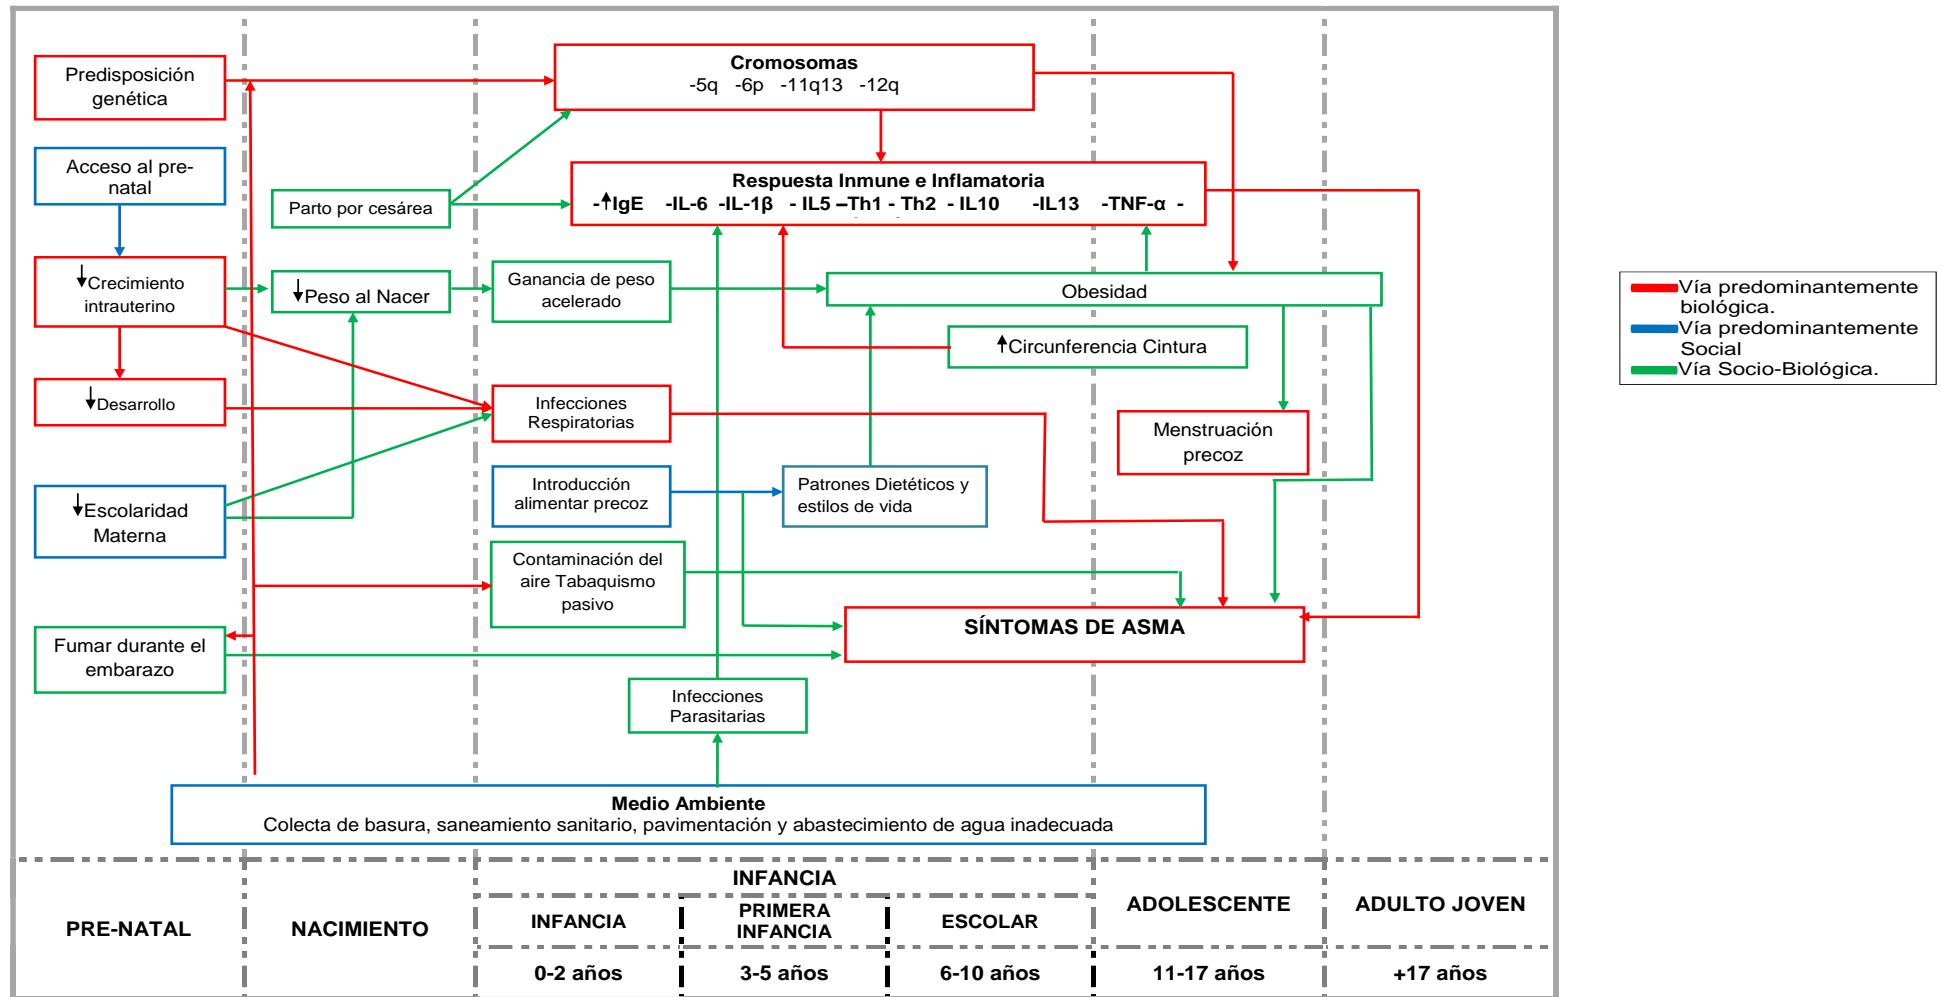 Predisposición
genética
Acceso al pre-
natal
↓Crecimiento
intrauterino
↓Desarrollo
↓Escolaridad
Materna
Fumar durante el
embarazo
Parto por cesárea
↓Peso al Nacer
Cromosomas
-5q -6p -11q13 -12q
Respuesta Inmune e Inflamatoria
-↑IgE -IL-6 -IL-1β - IL5 –Th1 - Th2 - IL10 -IL13 -TNF-α -
Ganancia de peso
acelerado
Obesidad
↑Circunferencia Cintura
Infecciones
Respiratorias
Menstruación
precoz
Introducción
alimentar precoz
Patrones Dietéticos y
estilos de vida
Contaminación del
aire Tabaquismo
pasivo
SÍNTOMAS DE ASMA
Infecciones
Parasitarias
Medio Ambiente
Colecta de basura, saneamiento sanitario, pavimentación y abastecimiento de agua inadecuada
PRE-NATAL
NACIMIENTO
INFANCIA
INFANCIA
PRIMERA
INFANCIA
ESCOLAR
0-2 años
3-5 años
6-10 años
ADOLESCENTE
11-17 años
ADULTO JOVEN
+17 años
Vía predominantemente
biológica.
Vía predominantemente
Social
Vía Socio-Biológica.